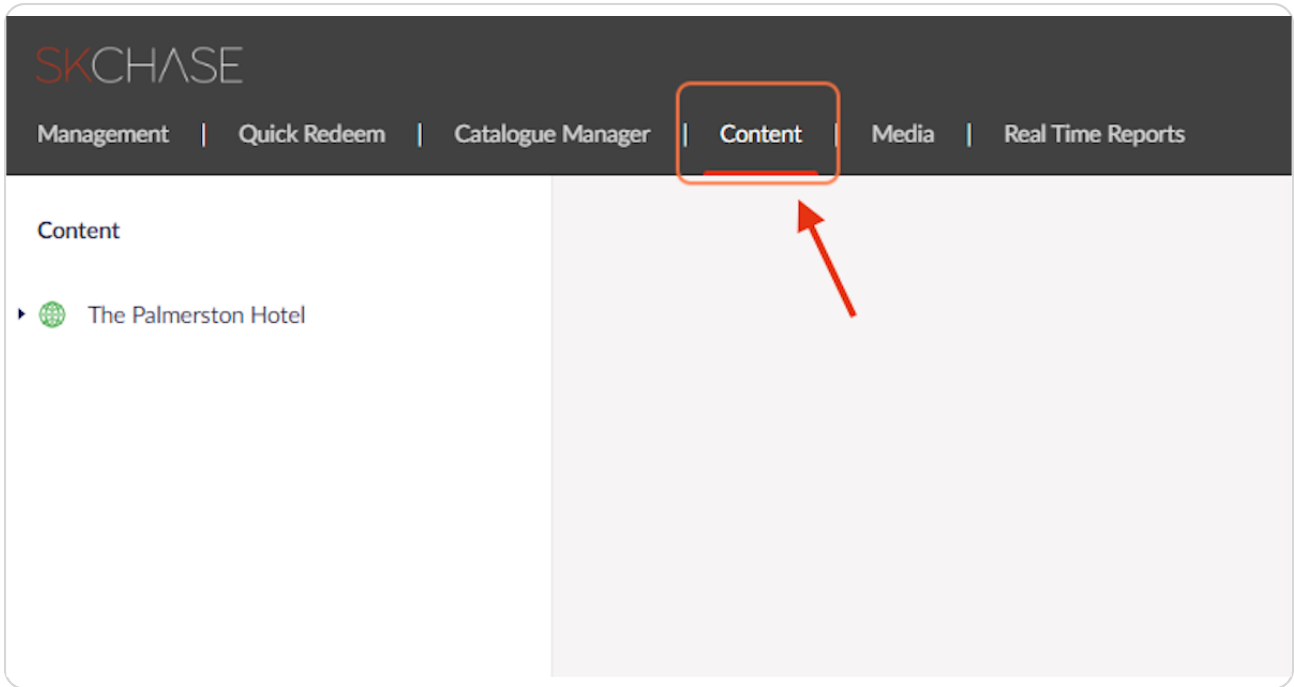 SKCHASE
Management | Quick Redeem | Catalogue Manager | Content | Media | Real Time Reports
Content
The Palmerston Hotel